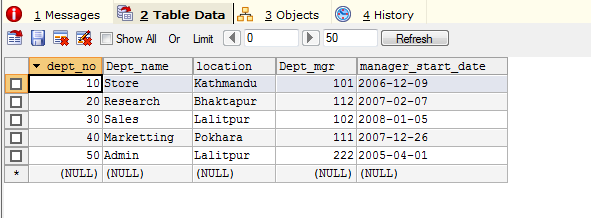 1 Messages 2 Table Data 3 Objects 4 History
Show All Or Limit 0 50 Refresh
dept_no Dept_name location Dept_mgr manager_start_date
10 Store Kathmandu 101 2006-12-09
20 Research Bhaktapur 112 2007-02-07
30 Sales Lalitpur 102 2008-01-05
40 Marketting Pokhara 111 2007-12-26
50 Admin Lalitpur 222 2005-04-01
* (NULL) (NULL) (NULL) (NULL) (NULL)